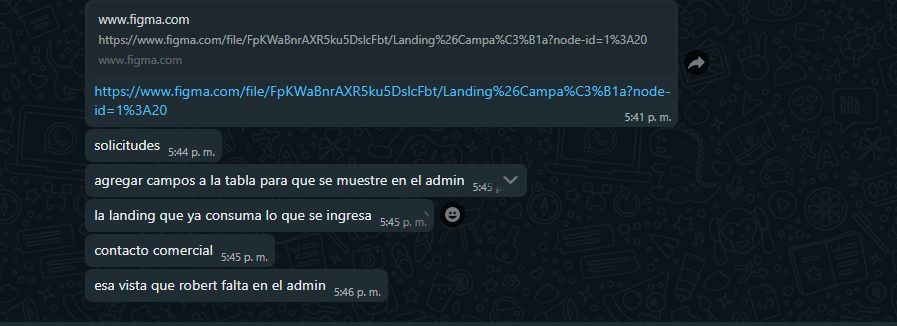 www.figma.com
https://www.figma.com/file/FpKWaBnrAXR5ku5DslcFbt/Landing%26Campa%C3%B1a?node-id=1%3A20
www.figma.com
https://www.figma.com/file/FpKWaBnrAXR5ku5DslcFbt/Landing%26Campa%C3%B1a?node-
id=1%3A20
5:41 p. m.
solicitudes 5:44 p. m.
agregar campos a la tabla para que se muestre en el admin 5:45 p.
la landing que ya consuma lo que se ingresa 5:45 p. m.
contacto comercial 5:45 p. m.
esa vista que robert falta en el admin 5:46 p. m.